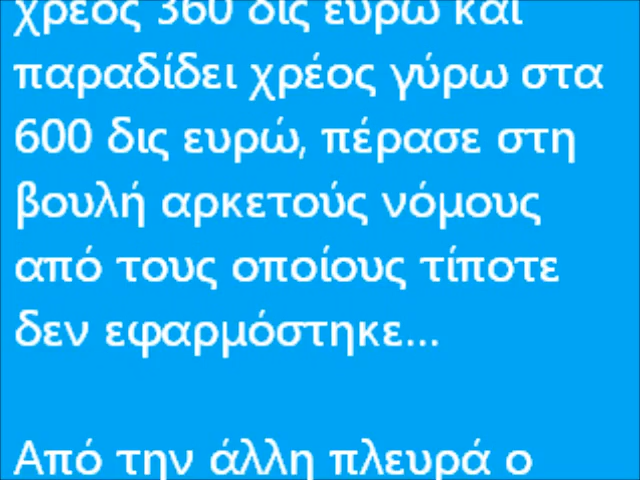 χρέος 360 δις ευρώ και
παραδίδει χρέος γύρω στα
600 δις ευρώ, πέρασε στη
βουλή αρκετούς νόμους
από τους οποίους τίποτε
δεν εφαρμόστηκε...
Από την άλλη πλευρά ο